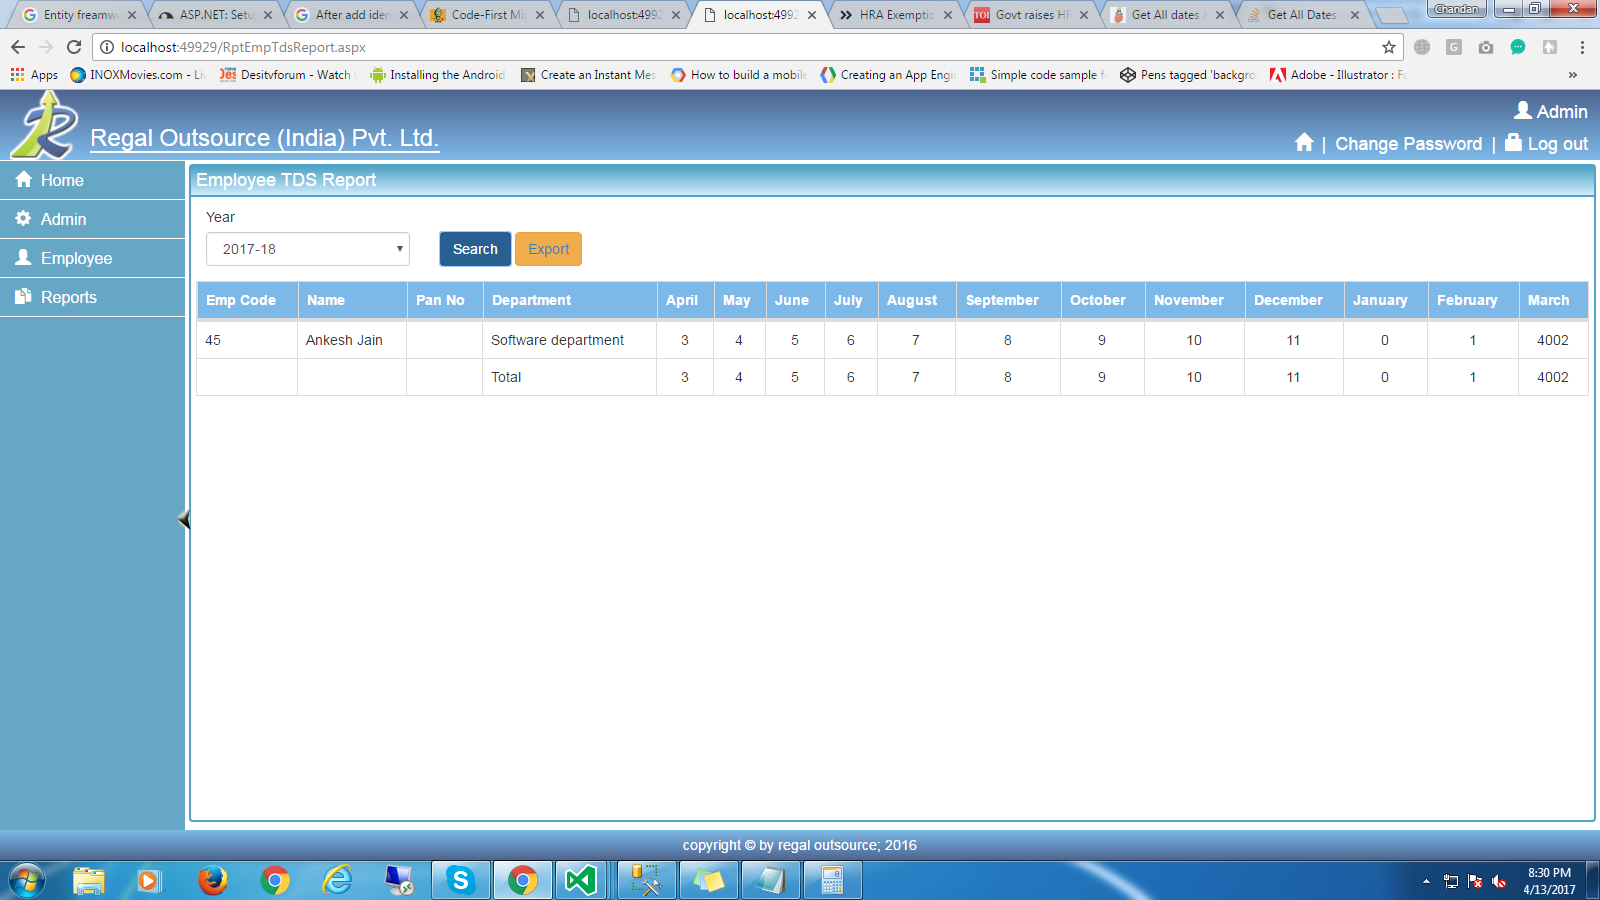 Entity freamw
ASP.NET: Setu
After add iden
Code-First Mi
localhost:4992
localhost:4992
HRA Exemptio
Govt raises HR
Get All dates a
Get All Dates
Chandan
localhost:49929/RptEmpTdsReport.aspx
Apps
INOXMovies.com - Li
Desitvforum - Watch
Installing the Android
Create an Instant Mes
How to build a mobile
Creating an App Engi
Simple code sample f
Pens tagged 'backgro
Adobe - Illustrator : Fo
»
Regal Outsource (India) Pvt. Ltd.
Admin
| Change Password | Log out
Home
Admin
Employee
Reports
Employee TDS Report
Year
2017-18
Search
Export
Emp Code Name Pan No Department April May June July August September October November December January February March
45 Ankesh Jain Software department 3 4 5 6 7 8 9 10 11 0 1 4002
Total 3 4 5 6 7 8 9 10 11 0 1 4002
copyright © by regal outsource; 2016
8:30 PM
4/13/2017